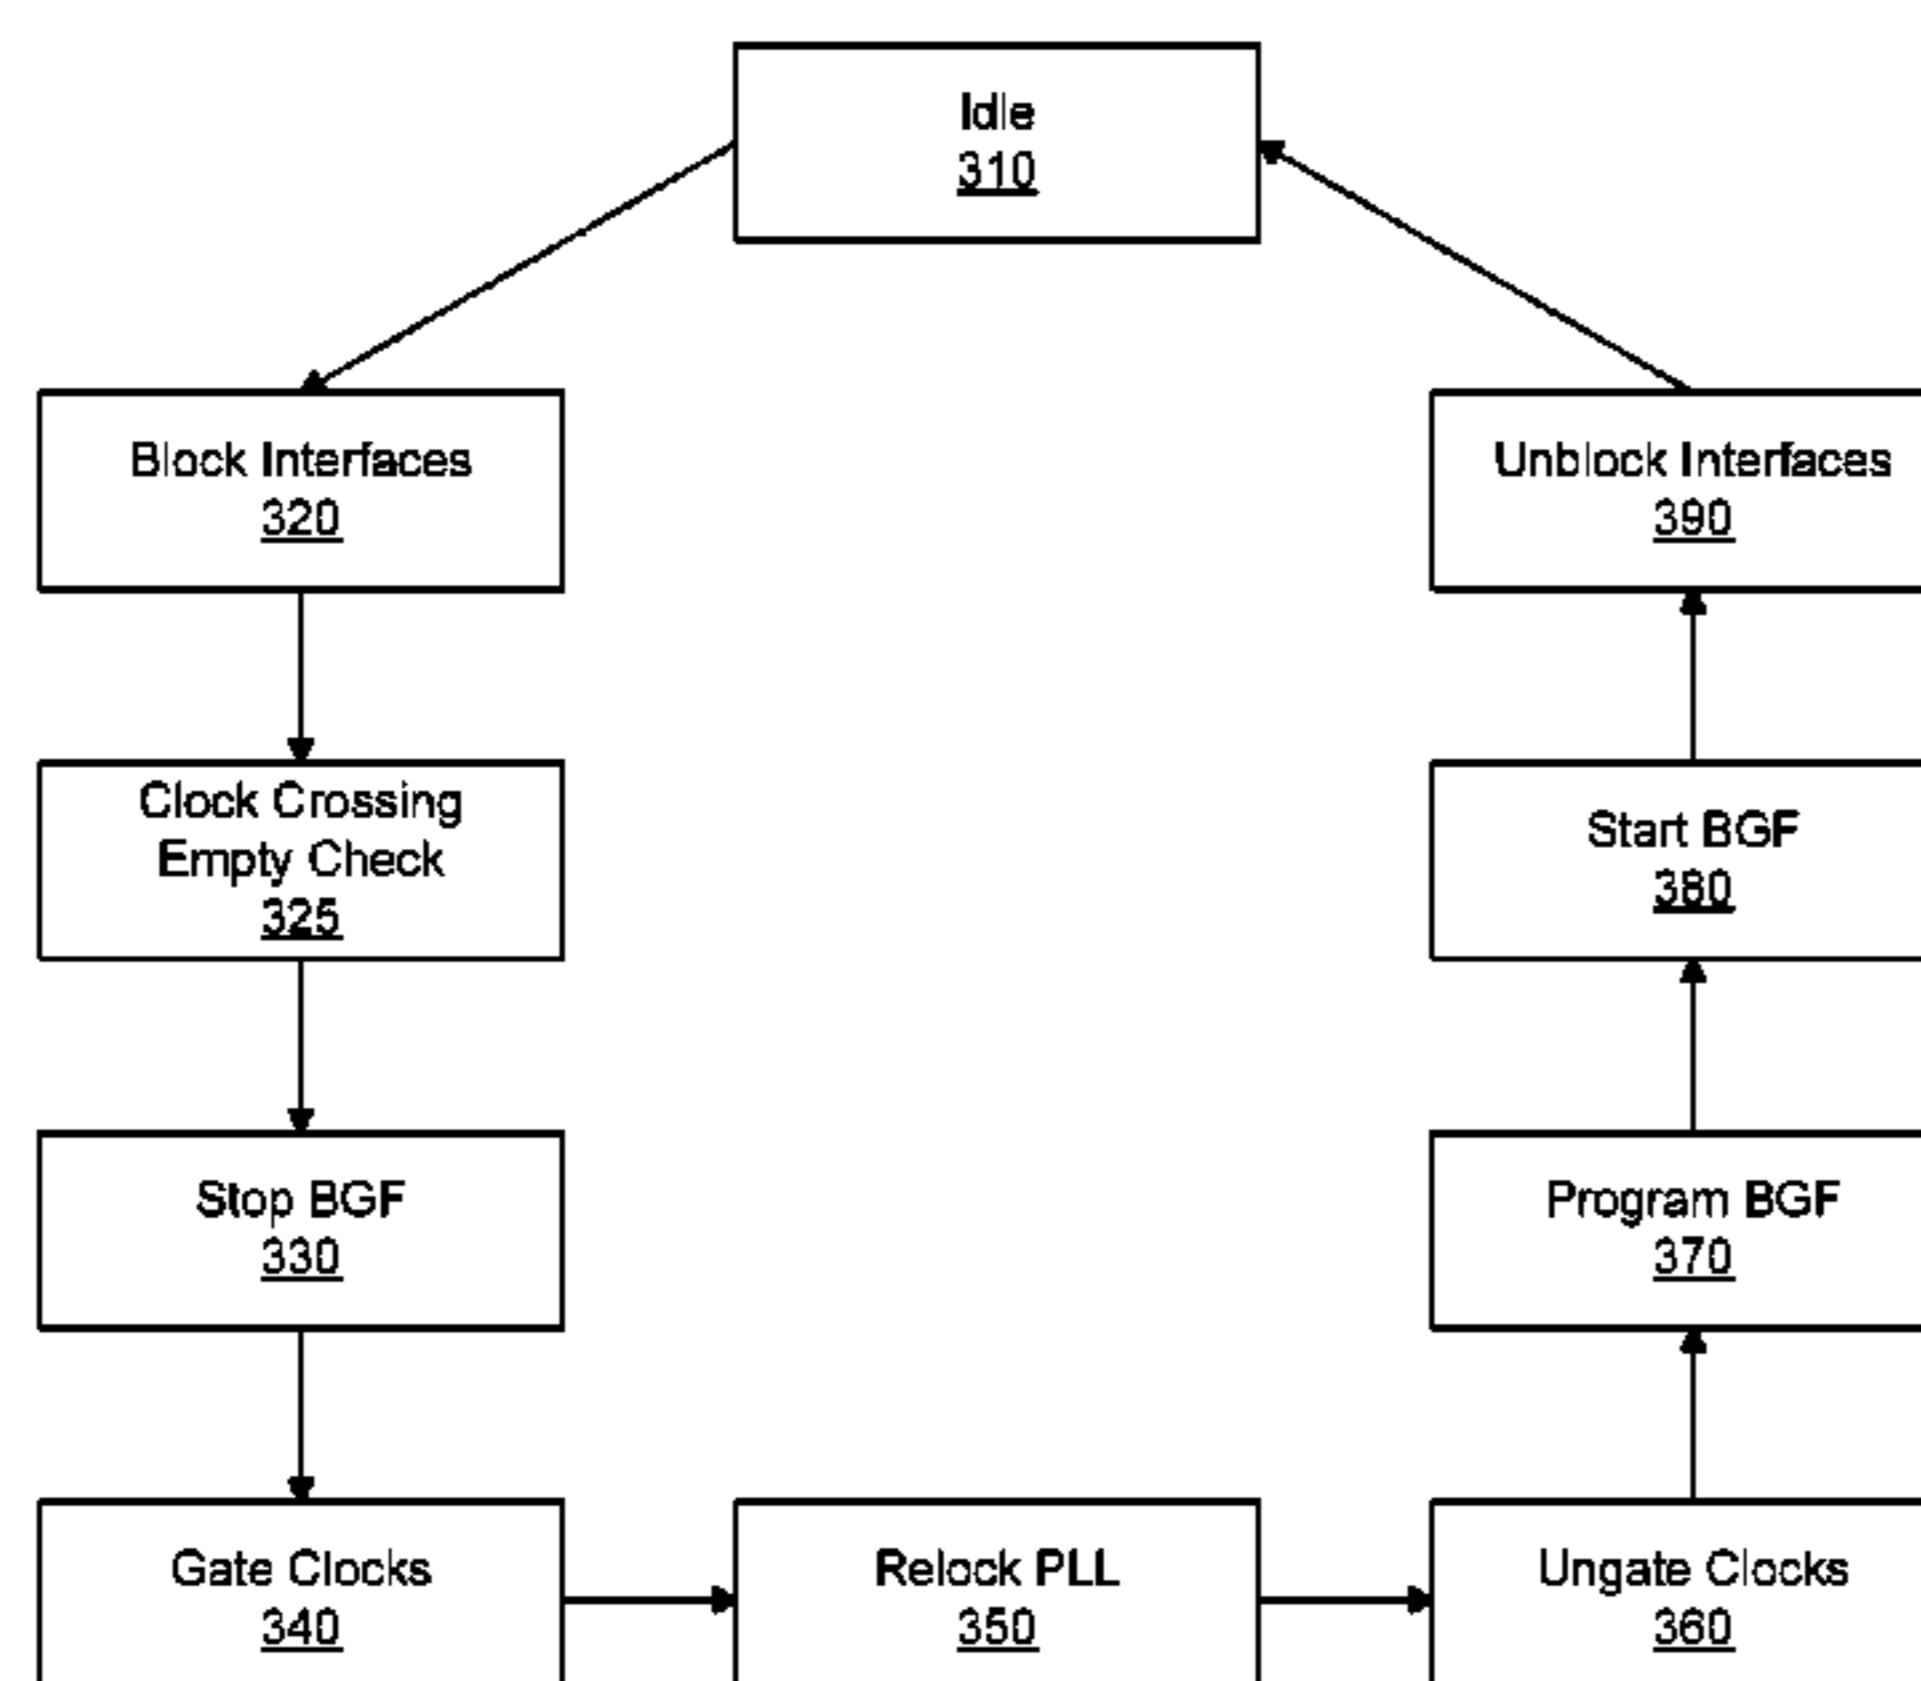 Idle
310
Block Interfaces
320
Unblock Interfaces
390
Clock Crossing
Empty Check
325
Start BGF
380
Stop BGF
330
Program BGF
370
Gate Clocks
340
Relock PLL
350
Ungate Clocks
360